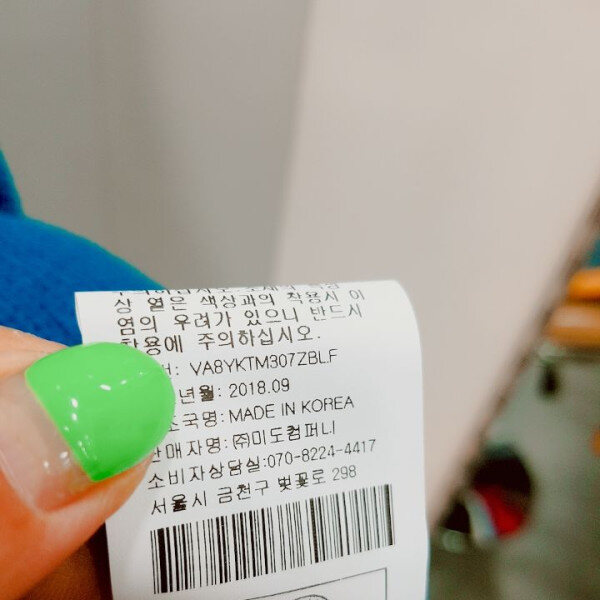 상 열은 색상과의 착용시 이
염의 우려가 있으니 반드시
착용에 주의하십시오.
VA8YKTM307ZBLF
년월: 2018.09
국명: MADE IN KOREA
판매자명: ㈜미도컴퍼니
소비자상담실:070-8224-4417
서울시 금천구 벚꽃로 298